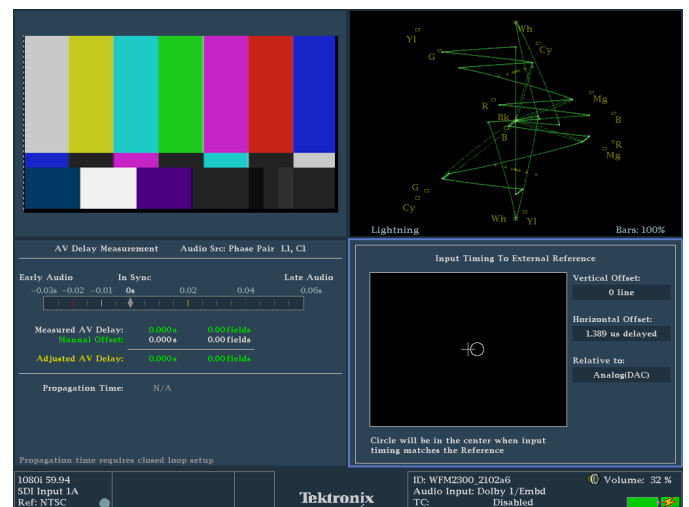 Yl
Wh
Cy
G
R
Mg
Bk
B
B
R
Mg
G
Cy
Wh
Yl
Lightning
Bars: 100%
AV Delay Measurement Audio Src: Phase Pair L1, C1
Early Audio In Sync Late Audio
-0.03s -0.02 -0.01 0s 0.02 0.04 0.06s
Measured AV Delay: 0.000s 0.00 fields
Manual Offset: 0.000s 0.00 fields
Adjusted AV Delay: 0.000s 0.00 fields
Propagation Time: N/A
Propagation time requires closed loop setup
Input Timing To External Reference
Vertical Offset:
0 line
Horizontal Offset:
1.389 us delayed
Relative to:
Analog(DAC)
Circle will be in the center when input
timing matches the Reference
1080i 59.94
SDI Input 1A
Ref: NTSC
Tektronix
ID: WFM2300_2102a6
Volume: 32 %
Audio Input: Dolby 1/Embd
TC: Disabled